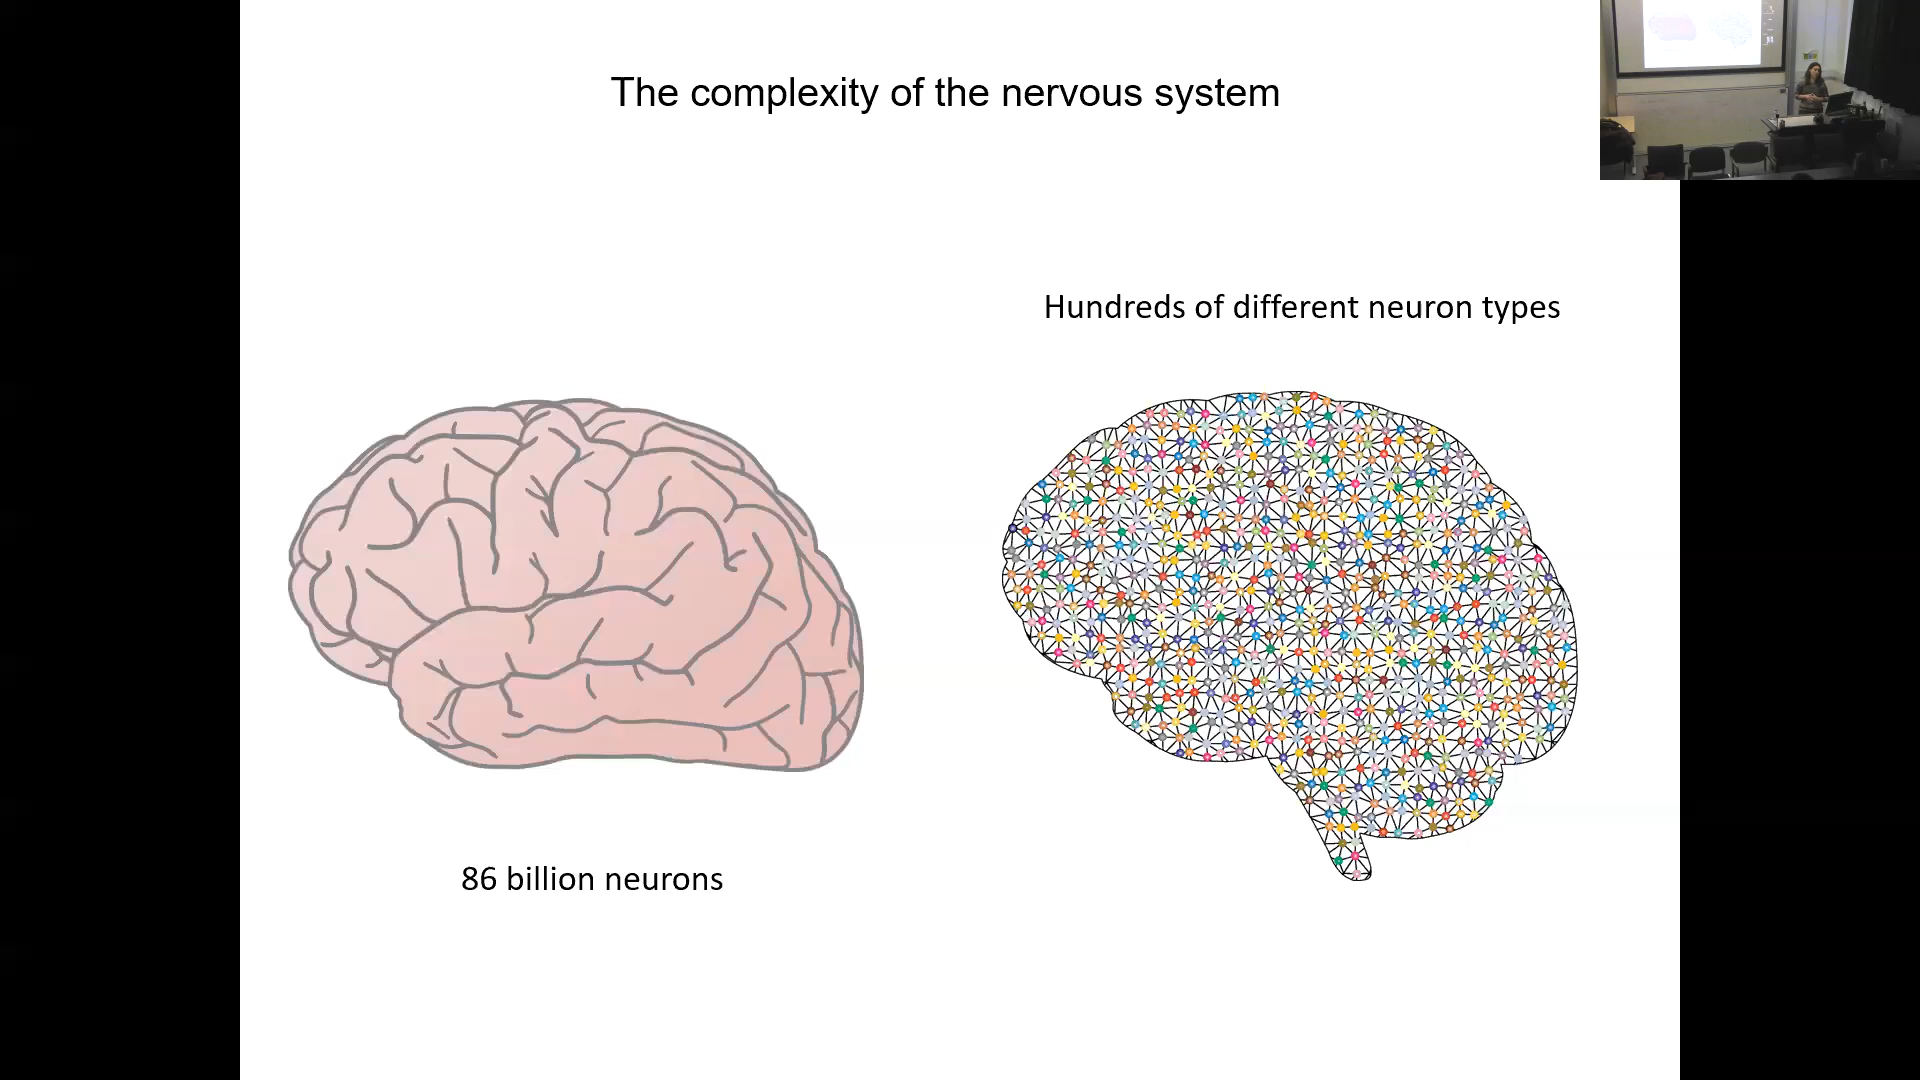 The complexity of the nervous system
Hundreds of different neuron types
86 billion neurons